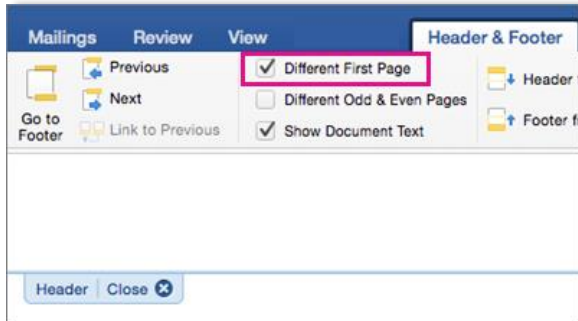 Mailings Review View Header & Footer
Previous
Next
Link to Previous
Go to
Footer
Different First Page
Different Odd & Even Pages
Show Document Text
Header
Footer f
Header Close